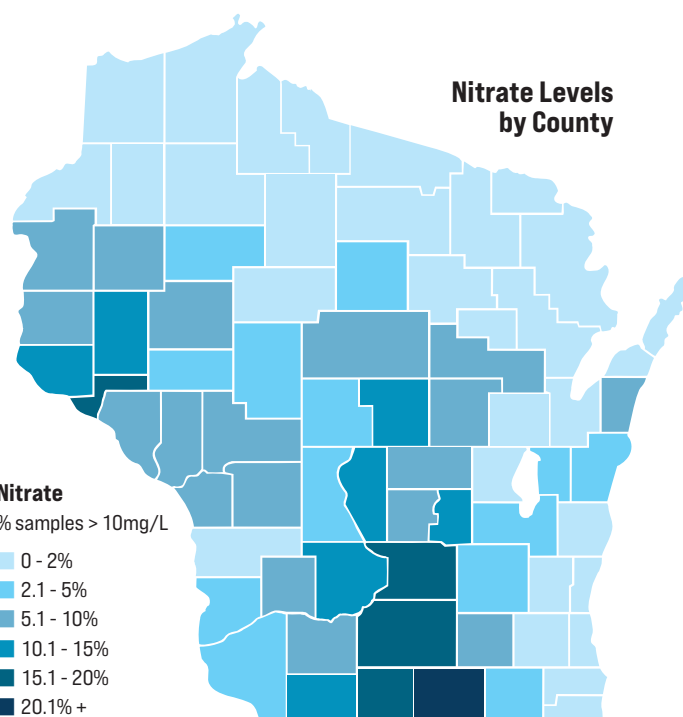 Nitrate Levels
by County
Nitrate
% samples > 10mg/L
0 - 2%
2.1 - 5%
5.1 - 10%
10.1 - 15%
15.1 - 20%
20.1% +